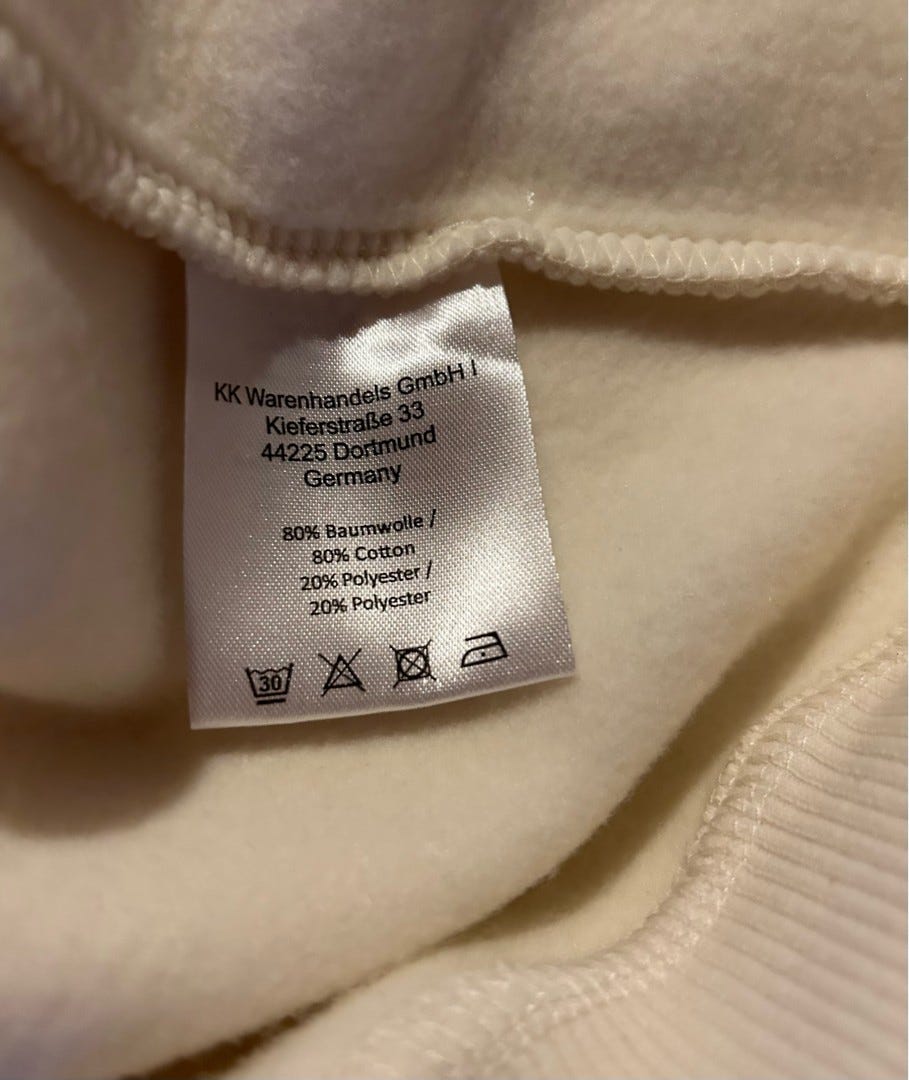 KK Warenhandels GmbH |
Kieferstraße 33
44225 Dortmund
Germany
80% Baumwolle /
80% Cotton
20% Polyester /
20% Polyester
30